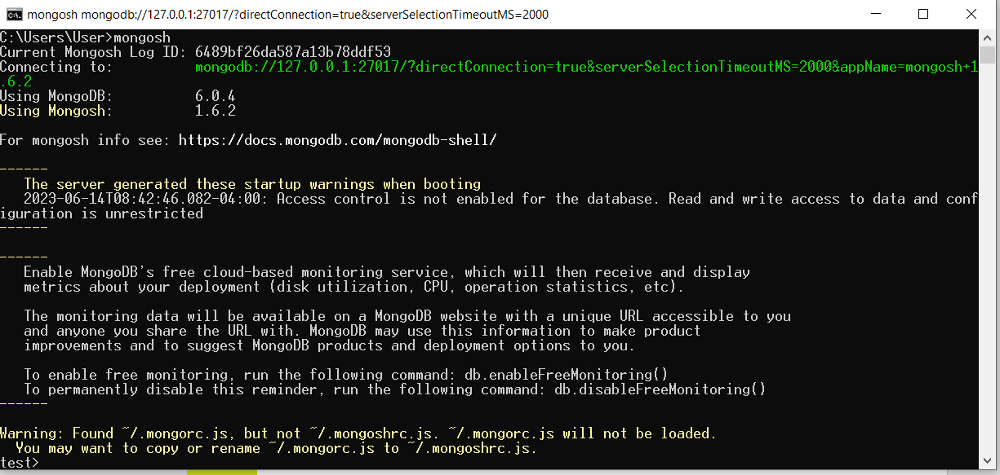 mongosh mongodb://127.0.0.1:27017/?directConnection=true&serverSelectionTimeoutMS=2000
C:\Users\User>mongosh
Current Mongosh Log ID: 6489bf26da587a13b78ddf53
Connecting to: mongodb://127.0.0.1:27017/?directConnection=true&serverSelectionTimeoutMS=2000&appName=mongosh+1
.6.2
Using MongoDB: 6.0.4
Using Mongosh: 1.6.2
For mongosh info see: https://docs.mongodb.com/mongodb-shell/
------
The server generated these startup warnings when booting
2023-06-14T08:42:46.082-04:00: Access control is not enabled for the database. Read and write access to data and conf
iguration is unrestricted
------
------
Enable MongoDB's free cloud-based monitoring service, which will then receive and display
metrics about your deployment (disk utilization, CPU, operation statistics, etc).
The monitoring data will be available on a MongoDB website with a unique URL accessible to you
and anyone you share the URL with. MongoDB may use this information to make product
improvements and to suggest MongoDB products and deployment options to you.
To enable free monitoring, run the following command: db.enableFreeMonitoring()
To permanently disable this reminder, run the following command: db.disableFreeMonitoring()
------
Warning: Found ~/.mongorc.js, but not ~/.mongoshrc.js. ~/.mongorc.js will not be loaded.
You may want to copy or rename ~/.mongorc.js to ~/.mongoshrc.js.
test>